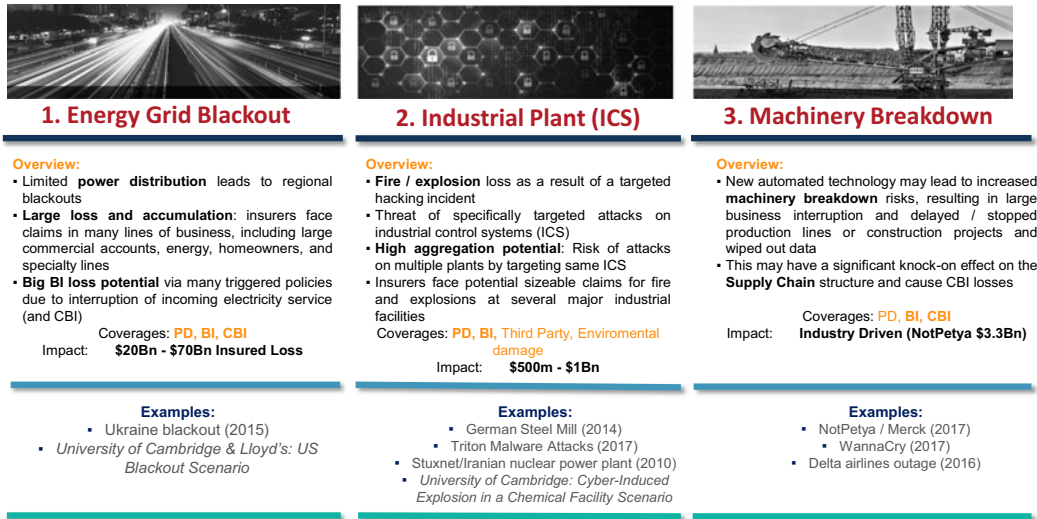 1. Energy Grid Blackout
Overview:
▪ Limited power distribution leads to regional
blackouts
▪ Large loss and accumulation: insurers face
claims in many lines of business, including large
commercial accounts, energy, homeowners, and
specialty lines
▪ Big BI loss potential via many triggered policies
due to interruption of incoming electricity service
(and CBI)
Coverages: PD, BI, CBI
Impact: $20Bn - $70Bn Insured Loss
Examples:
▪ Ukraine blackout (2015)
▪ University of Cambridge & Lloyd's: US
Blackout Scenario
2. Industrial Plant (ICS)
Overview:
▪ Fire / explosion loss as a result of a targeted
hacking incident
▪ Threat of specifically targeted attacks on
industrial control systems (ICS)
▪ High aggregation potential: Risk of attacks
on multiple plants by targeting same ICS
▪ Insurers face potential sizeable claims for fire
and explosions at several major industrial
facilities
Coverages: PD, BI, Third Party, Enviromental
damage
Impact: $500m - $1Bn
Examples:
▪ German Steel Mill (2014)
▪ Triton Malware Attacks (2017)
▪ Stuxnet/Iranian nuclear power plant (2010)
▪ University of Cambridge: Cyber-Induced
Explosion in a Chemical Facility Scenario
3. Machinery Breakdown
Overview:
▪ New automated technology may lead to increased
machinery breakdown risks, resulting in large
business interruption and delayed / stopped
production lines or construction projects and
wiped out data
▪ This may have a significant knock-on effect on the
Supply Chain structure and cause CBI losses
Coverages: PD, BI, CBI
Impact: Industry Driven (NotPetya $3.3Bn)
Examples:
▪ NotPetya / Merck (2017)
▪ WannaCry (2017)
▪ Delta airlines outage (2016)